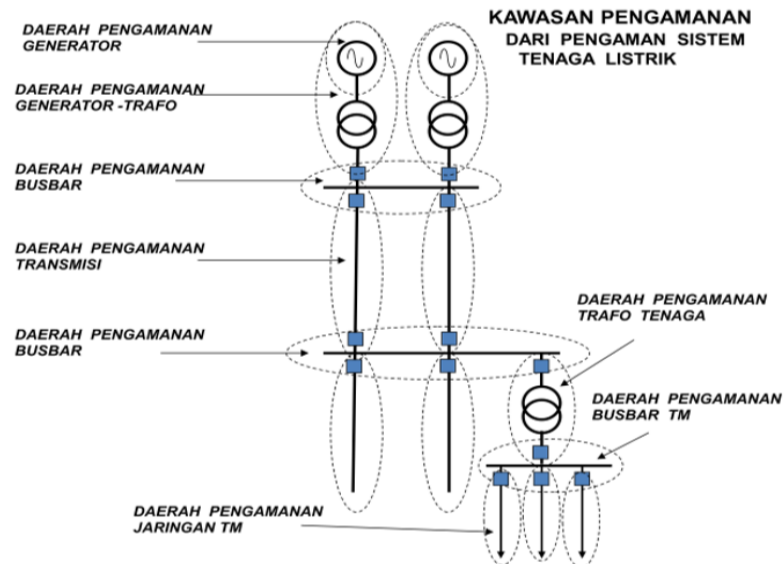 KAWASAN PENGAMANAN
DARI PENGAMAN SISTEM
TENAGA LISTRIK
DAERAH PENGAMANAN
GENERATOR
DAERAH PENGAMANAN
GENERATOR -TRAFO
DAERAH PENGAMANAN
BUSBAR
DAERAH PENGAMANAN
TRANSMISI
DAERAH PENGAMANAN
BUSBAR
DAERAH PENGAMANAN
TRAFO TENAGA
DAERAH PENGAMANAN
BUSBAR TM
DAERAH PENGAMANAN
JARINGAN TM